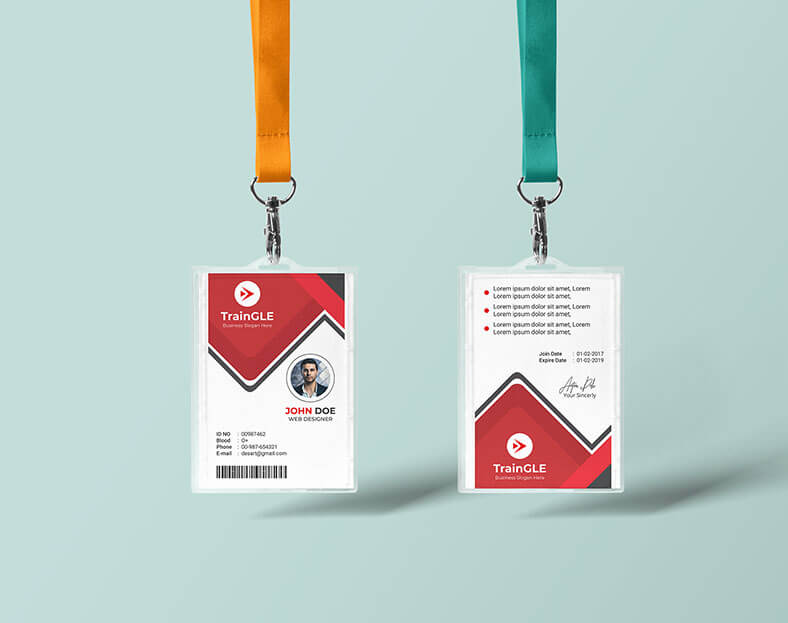 TrainGLE
Business Slogan Here
JOHN DOE
WEB DESIGNER
ID NO : 00987462
Blood : O+
Phone : 00-987-654321
E-mail : desart@gmail.com
Lorem ipsum dolor sit amet, Lorem
Lorem ipsum dolor sit amet,
Lorem ipsum dolor sit amet, Lorem
Lorem ipsum dolor sit amet,
Lorem ipsum dolor sit amet, Lorem
Lorem ipsum dolor sit amet,
Join Date : 01-02-2017
Expire Date : 01-02-2019
Your Sincerly
TrainGLE
Business Slogan Here